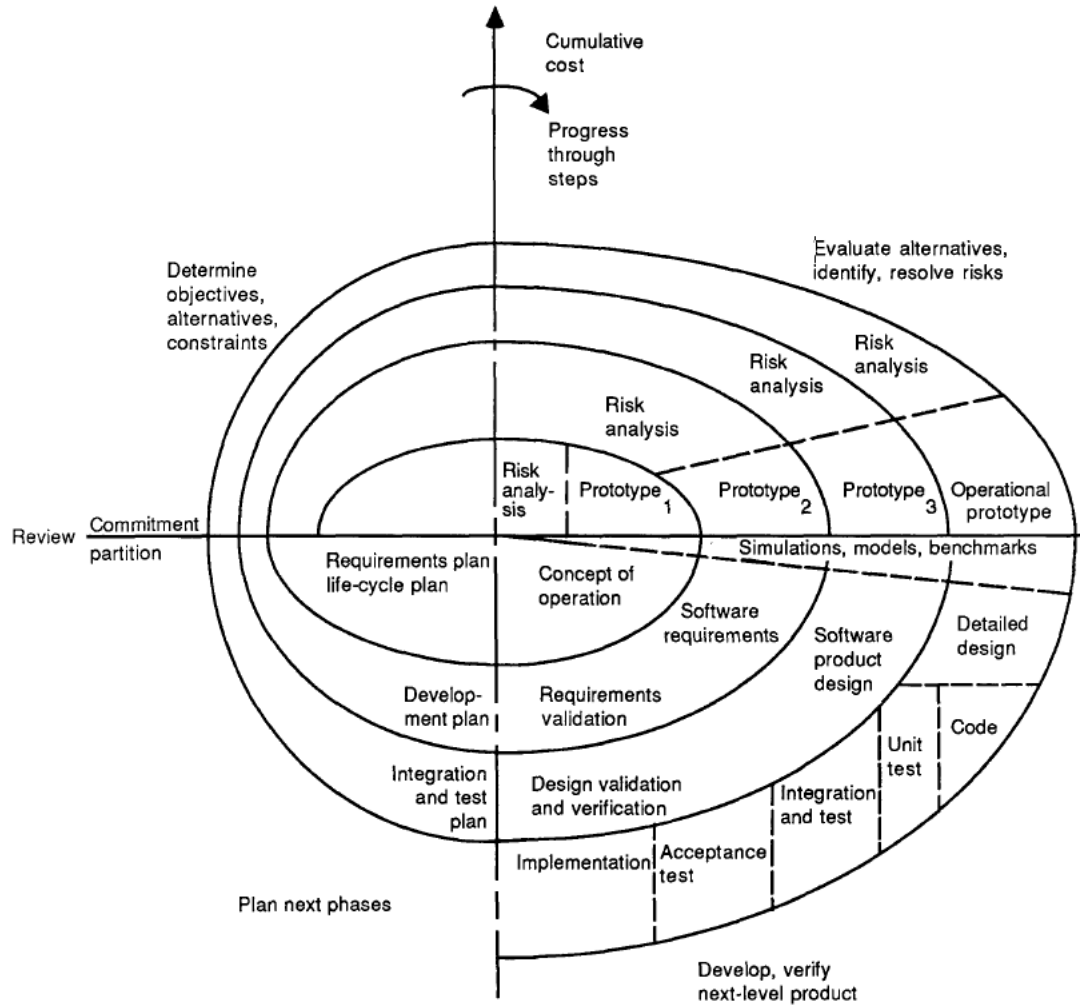 Cumulative
cost
Progress
through
steps
Evaluate alternatives,
identify, resolve risks
Determine
objectives,
alternatives,
constraints
Risk
analysis
Risk
analysis
Risk
analysis
Risk
analy-
sis
Prototype 1
Prototype 2
Prototype 3
Operational
prototype
Review
Commitment
partition
Simulations, models, benchmarks
Requirements plan
life-cycle plan
Concept of
operation
Software
requirements
Software
product
design
Detailed
design
Develop-
ment plan
Requirements
validation
Code
Unit
test
Integration
and test
plan
Design validation
and verification
Integration
and test
Acceptance
test
Implementation
Plan next phases
Develop, verify
next-level product